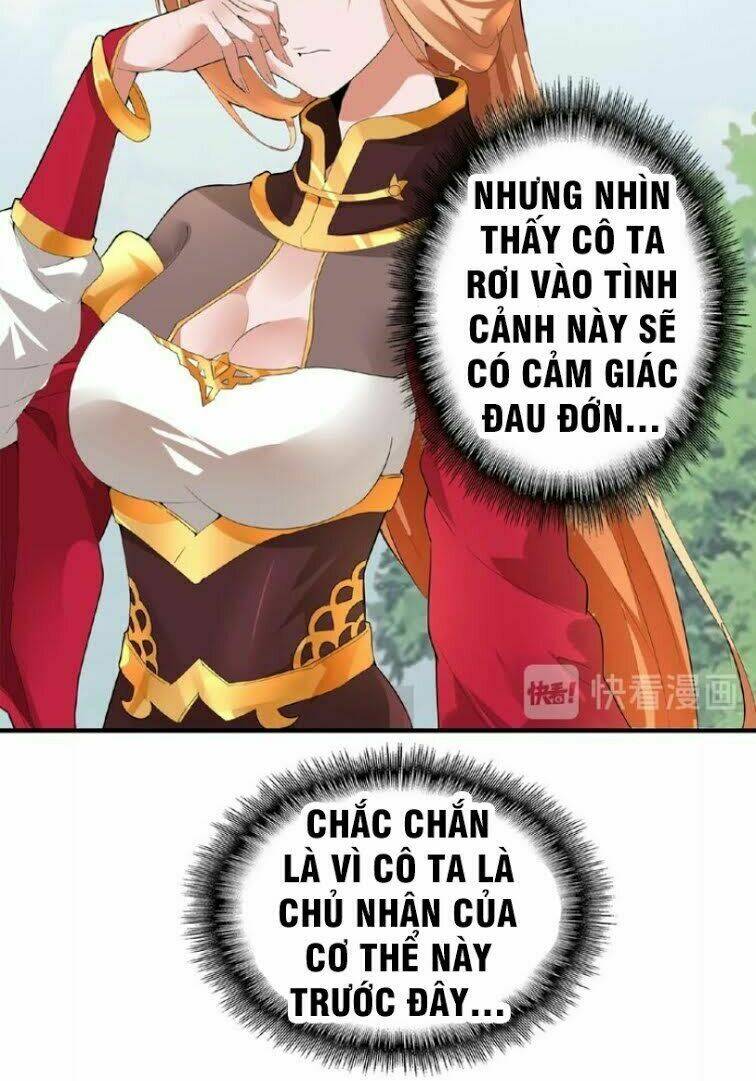 NHƯNG NHÌN
THẤY CÔ TA
RƠI VÀO TÌNH
CẢNH NÀY SẼ
CÓ CẢM GIÁC
ĐAU ĐỚN...
快看! 快看漫画
CHẮC CHẮN
LÀ VÌ CÔ TA LÀ
CHỦ NHÂN CỦA
CƠ THỂ NÀY
TRƯỚC ĐÂY...